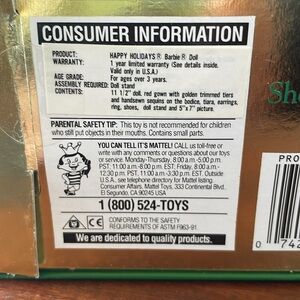 CONSUMER INFORMATION
PRODUCT: HAPPY HOLIDAYS® Barbie® Doll
WARRANTY: 1 year limited warranty (See details inside.
Valid only in U.S.A.)
AGE GRADE: For ages over 3 years.
ASSEMBLY REQUIRED: Doll stand
CONTENTS: 11 1/2" doll, red gown with golden trimmed tiers
and handsewn sequins on the bodice, tiara, earrings,
ring, shoes, doll stand and 5" x 7" picture.
PARENTAL SAFETY TIP: This toy is not recommended for children
who still put objects in their mouths. Contains small parts.
YOU CAN TELL IT'S MATTEL! CALL us toll-free or
write with any comments or questions about our toys
or service. Monday-Thursday, 8:00 a.m.-5:00 p.m.
PST, 11:00 a.m.-8:00 p.m. EST; Friday, 8:00 a.m.-
12:30 p.m. PST, 11:00 a.m.-3:30 p.m. EST. Outside
U.S.A., see telephone directory for Mattel listing.
Consumer Affairs, Mattel Toys, 333 Continental Blvd.
El Segundo, CA 90245 USA
1 (800) 524-TOYS
CE CONFORMS TO THE SAFETY
REQUIREMENTS OF ASTM F963-91.
We are dedicated to quality products.
Sh
PRO
0 742